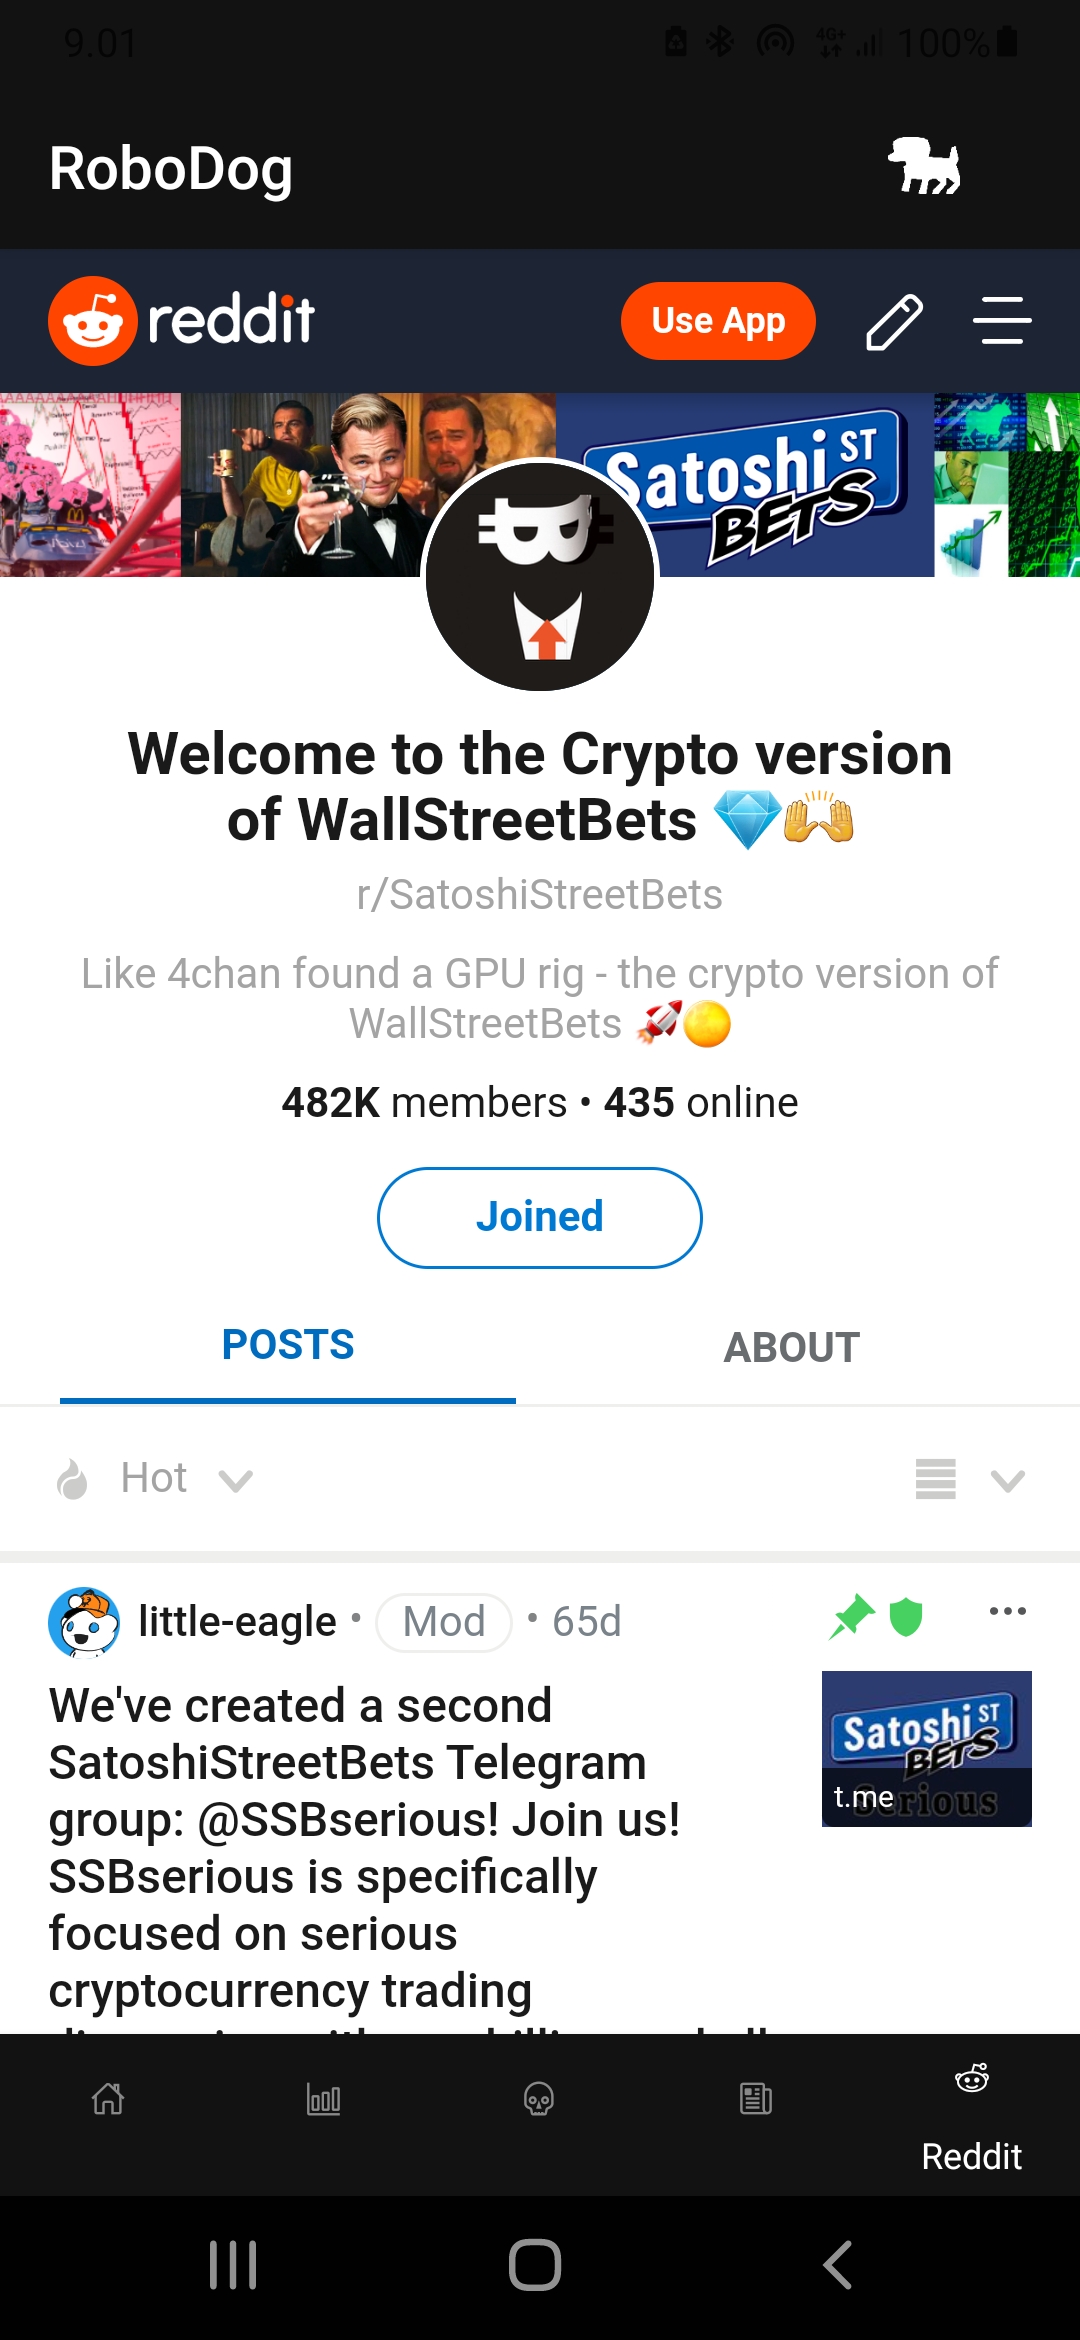 9.01
4G+ 100%
RoboDog
reddit
Use App
Satoshi ST
BETS
Welcome to the Crypto version
of WallStreetBets 💎🙌
r/SatoshiStreetBets
Like 4chan found a GPU rig - the crypto version of
WallStreetBets 🚀🌕
482K members • 435 online
Joined
POSTS ABOUT
Hot
little-eagle • Mod • 65d
We've created a second
SatoshiStreetBets Telegram
group: @SSBserious! Join us!
SSBserious is specifically
focused on serious
cryptocurrency trading
Satoshi ST
BETS
Serious
t.me
Reddit